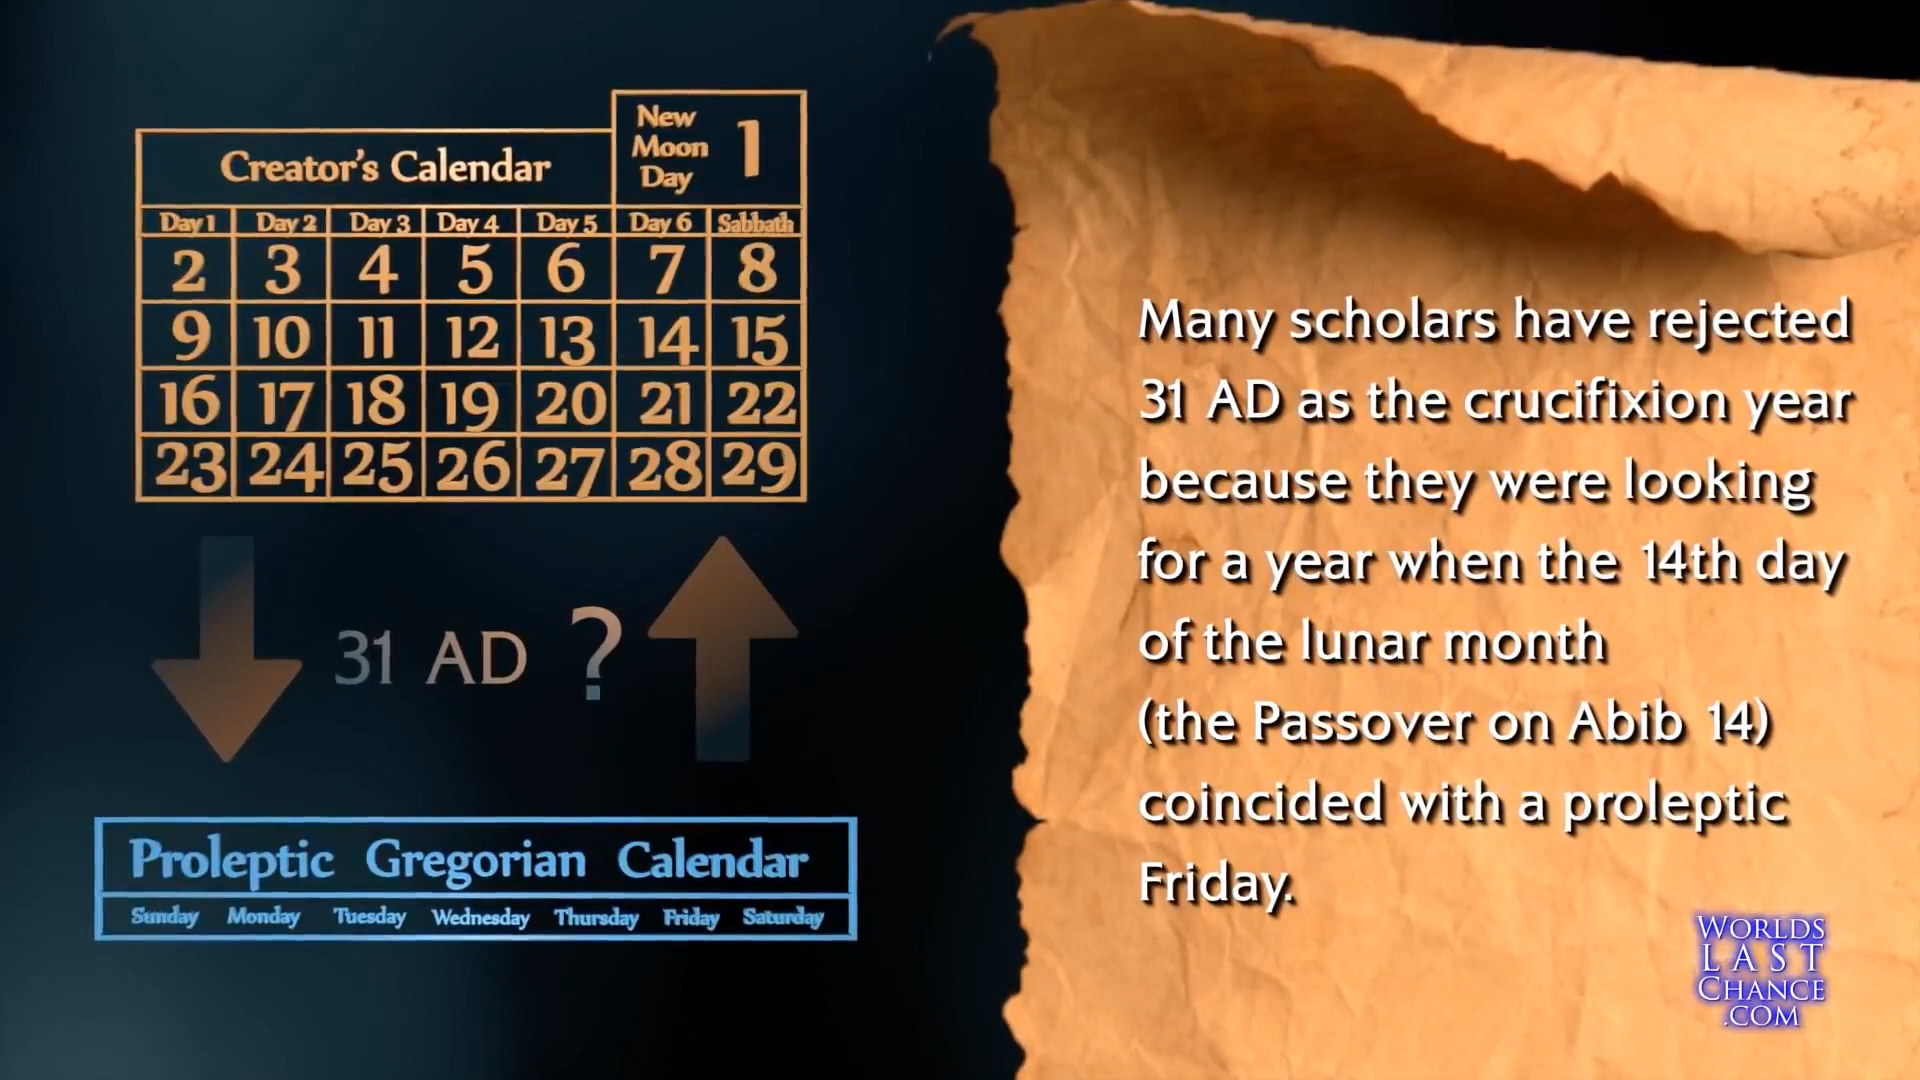 Creator's Calendar
New
Moon
Day
1
Day 1 Day 2 Day 3 Day 4 Day 5 Day 6 Sabbath
2 3 4 5 6 7 8
9 10 11 12 13 14 15
16 17 18 19 20 21 22
23 24 25 26 27 28 29
31 AD ?
Proleptic Gregorian Calendar
Sunday Monday Tuesday Wednesday Thursday Friday Saturday
Many scholars have rejected
31 AD as the crucifixion year
because they were looking
for a year when the 14th day
of the lunar month
(the Passover on Abib 14)
coincided with a proleptic
Friday.
WORLDS
LAST
CHANCE
.COM